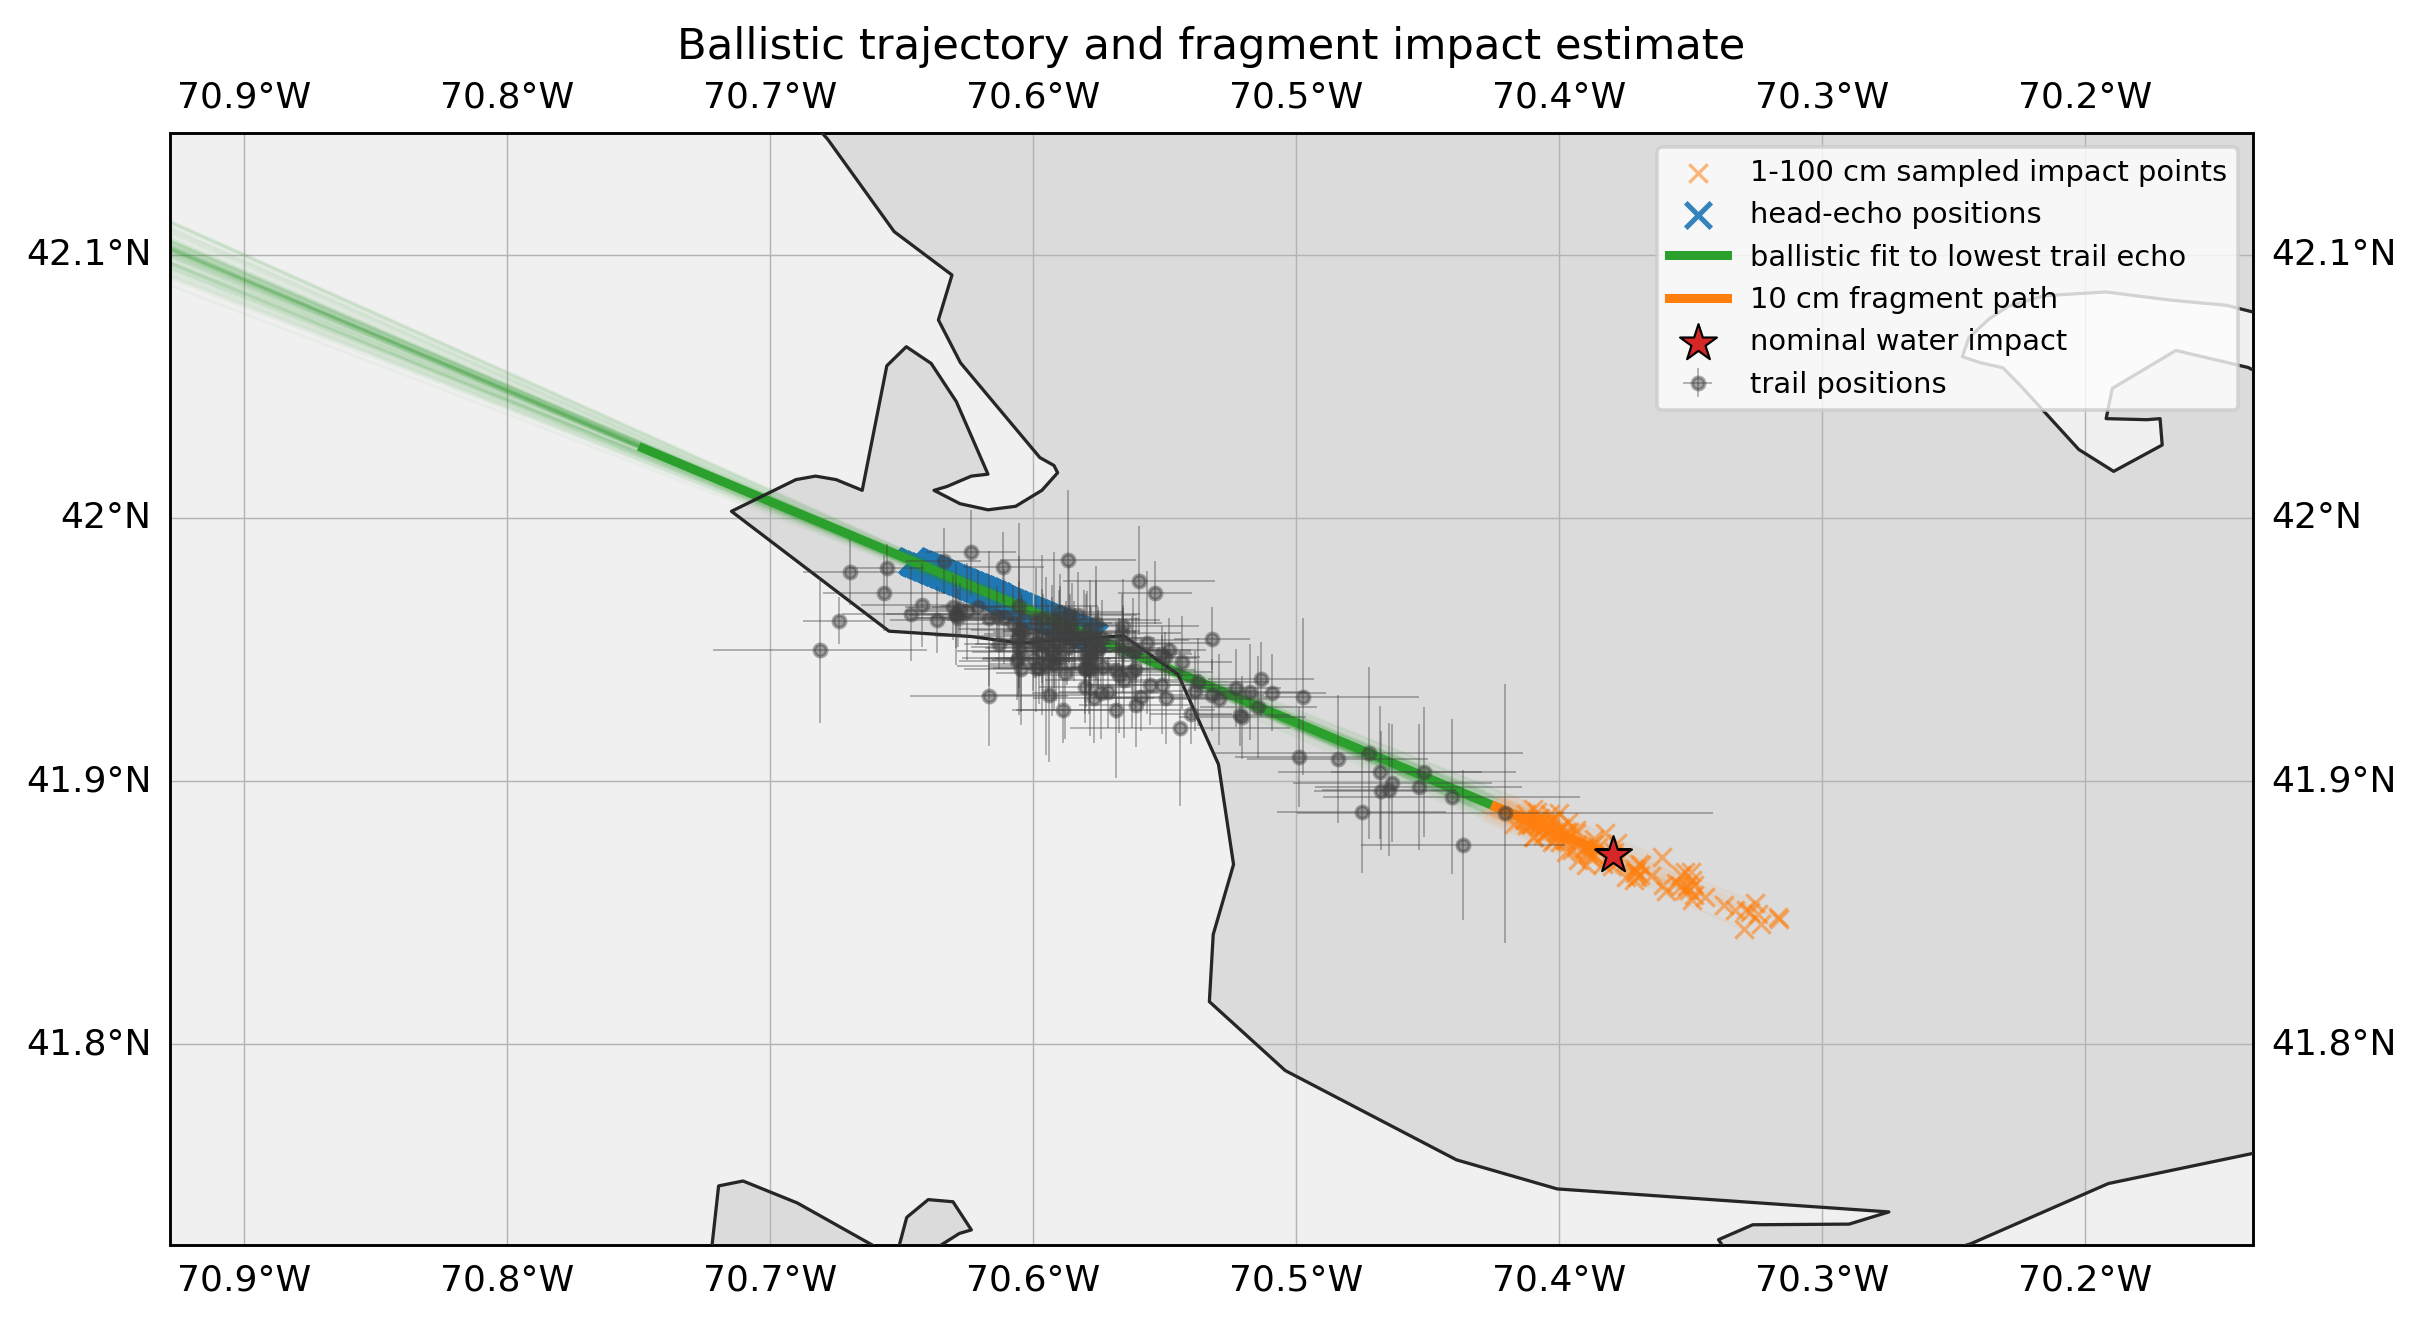 Ballistic trajectory and fragment impact estimate
70.9°W 70.8°W 70.7°W 70.6°W 70.5°W 70.4°W 70.3°W 70.2°W
1-100 cm sampled impact points
head-echo positions
ballistic fit to lowest trail echo
10 cm fragment path
nominal water impact
trail positions
42.1°N 42.1°N
42°N 42°N
41.9°N 41.9°N
41.8°N 41.8°N
70.9°W 70.8°W 70.7°W 70.6°W 70.5°W 70.4°W 70.3°W 70.2°W